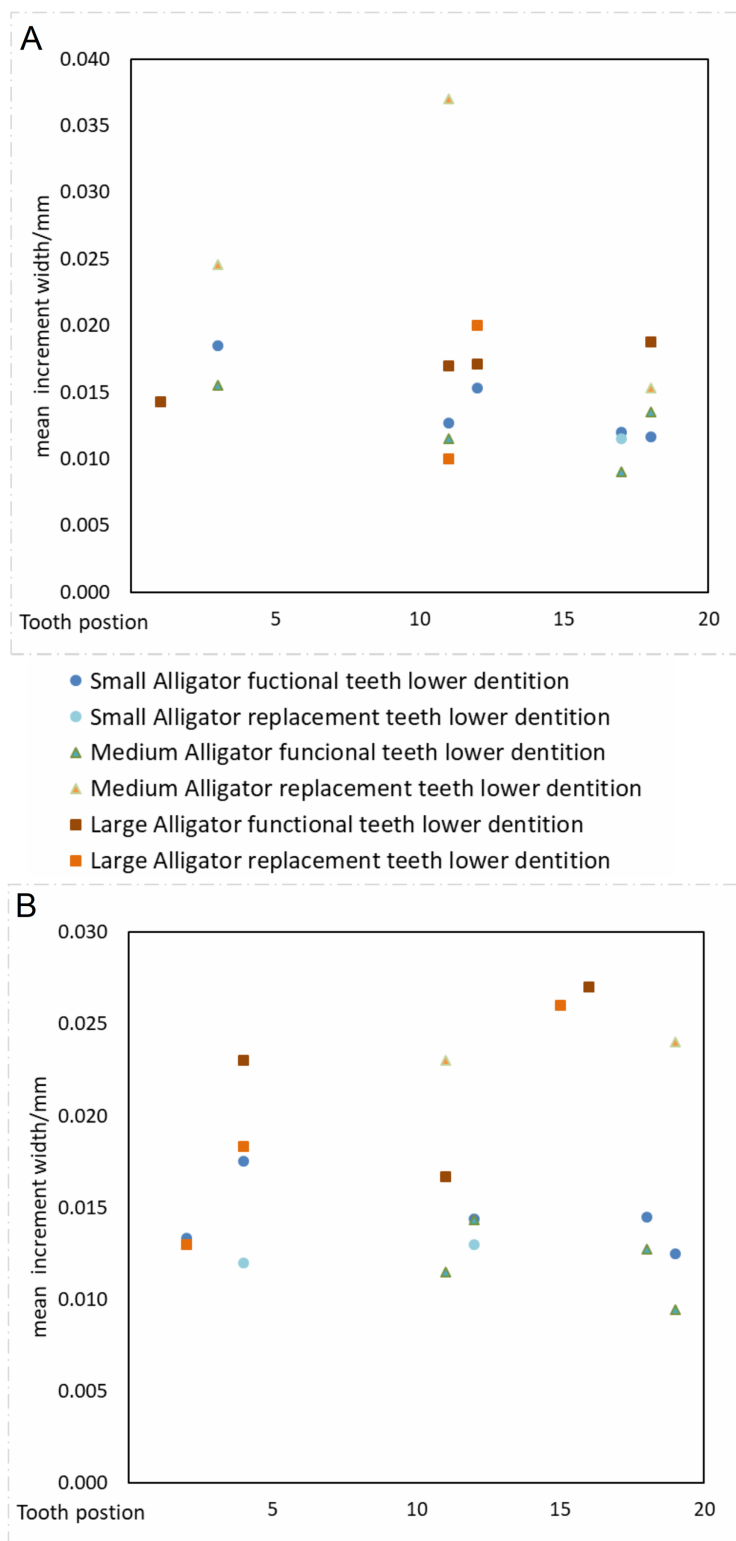 A
0.040
0.035
0.030
0.025
0.020
0.015
0.010
0.005
0.000
mean increment width/mm
Tooth postion 5 10 15 20
Small Alligator fuctional teeth lower dentition
Small Alligator replacement teeth lower dentition
Medium Alligator funcional teeth lower dentition
Medium Alligator replacement teeth lower dentition
Large Alligator functional teeth lower dentition
Large Alligator replacement teeth lower dentition
B
0.030
0.025
0.020
0.015
0.010
0.005
0.000
mean increment width/mm
Tooth postion 5 10 15 20